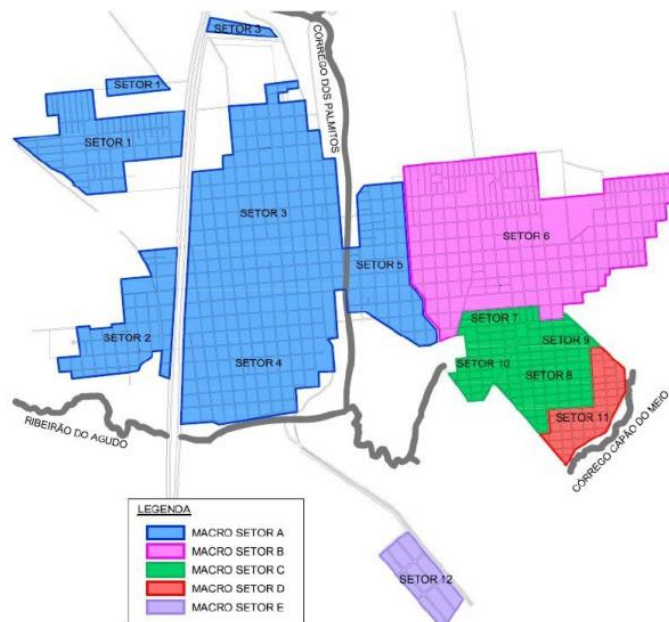 SETOR 3
CÓRREGO DOS PALMITOS
SETOR 1
SETOR 1
SETOR 3
SETOR 6
SETOR 5
SETOR 2
SETOR 7
SETOR 9
SETOR 4
SETOR 10
SETOR 8
SETOR 11
RIBEIRÃO DO AGUDO
CÓRREGO CAPÃO DO MEIO
LEGENDA
MACRO SETOR A
MACRO SETOR B
MACRO SETOR C
MACRO SETOR D
MACRO SETOR E
SETOR 12